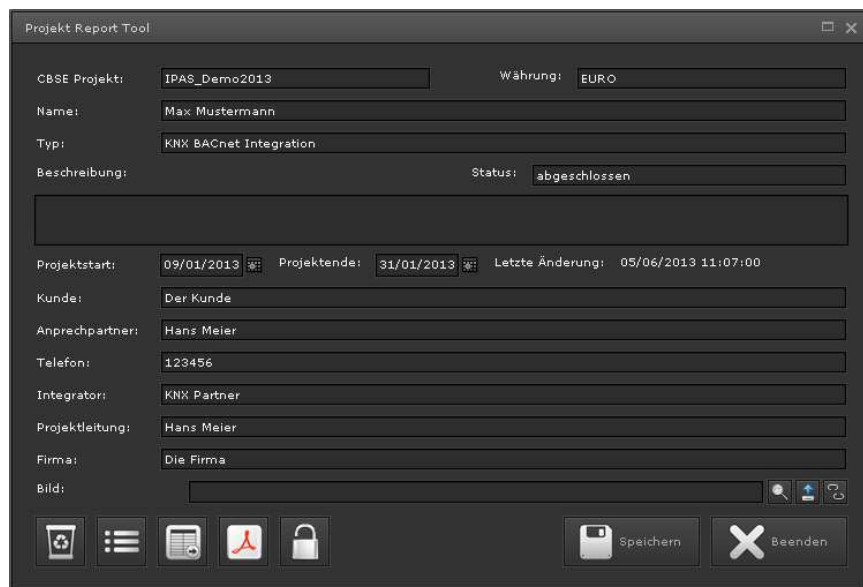 Projekt Report Tool
CBSE Projekt: IPAS_Demo2013 Währung: EURO
Name: Max Mustermann
Typ: KNX BACnet Integration
Beschreibung: Status: abgeschlossen
Projektstart: 09/01/2013 Projektende: 31/01/2013 Letzte Änderung: 05/06/2013 11:07:00
Kunde: Der Kunde
Anprechpartner: Hans Meier
Telefon: 123456
Integrator: KNX Partner
Projektleitung: Hans Meier
Firma: Die Firma
Bild:
Speichern Beenden